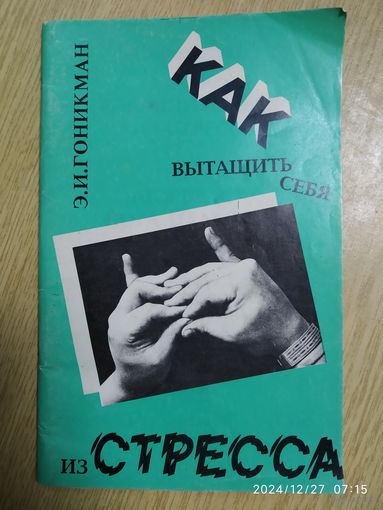 Э.И.ГОНИКМАН
КАК
ВЫТАЩИТЬ
СЕБЯ
ИЗ СТРЕССА
2024/12/27 07:15